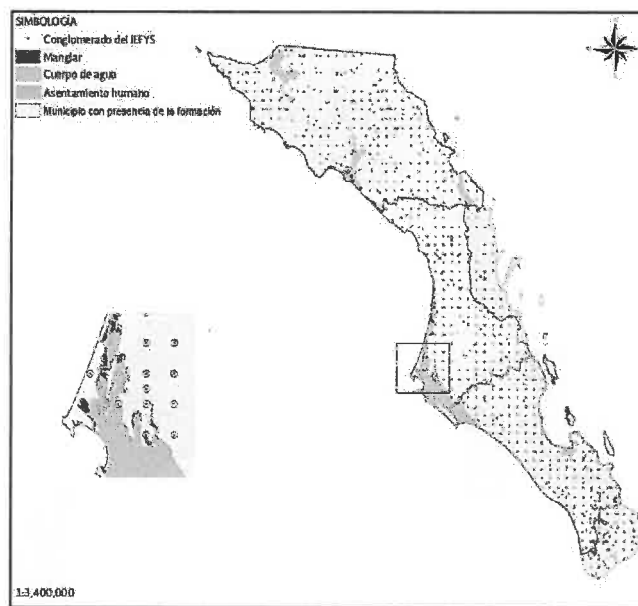 SIMBOLOGÍA
Conglomerado del IEFYS
Manglar
Cuerpo de agua
Asentamiento humano
Municipio con presencia de la formación
1:3,400,000